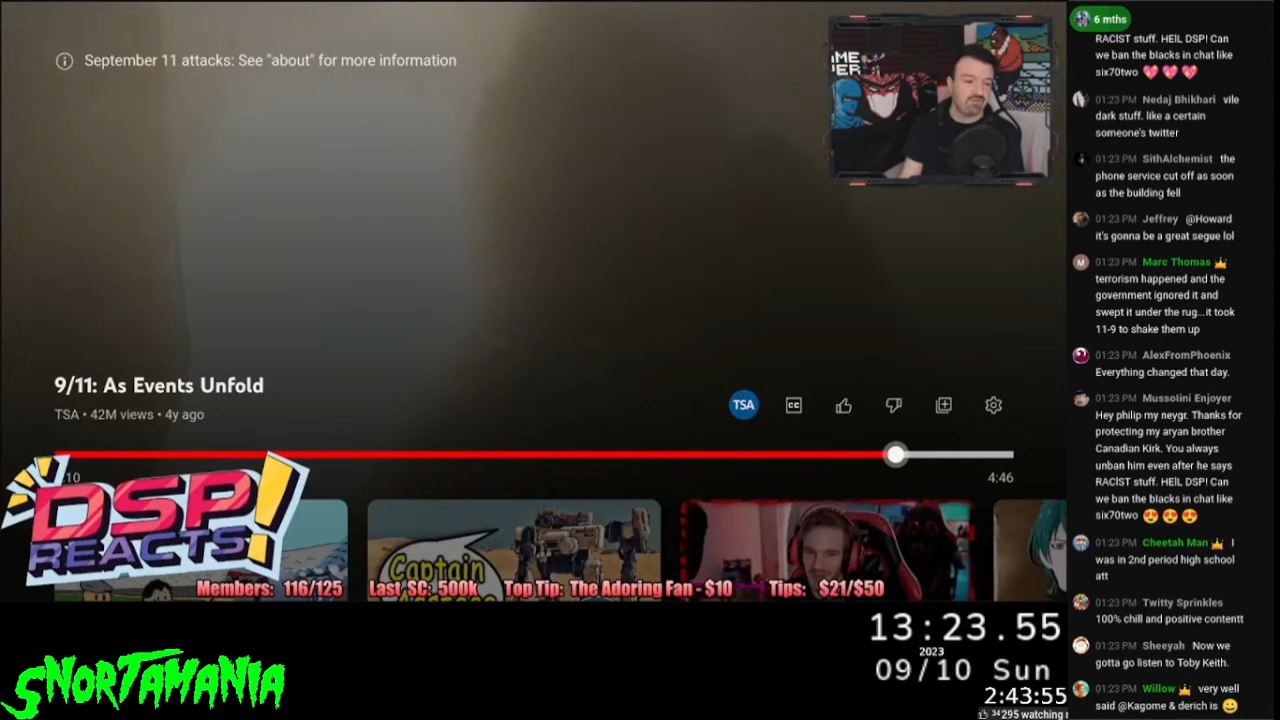 September 11 attacks: See "about" for more information
GAME
OVER
9/11: As Events Unfold
TSA • 42M views • 4y ago
TSA
CC
:10
4:46
DSP!
REACTS
Captain
Members: 116/125
Last SC: 500k
Top Tip: The Adoring Fan - $10
Tips: $21/$50
SNORTAMANIA
13:23.55
2023
09/10 Sun
2:43:55
34 295 watching
6 mths
RACIST stuff. HEIL DSP! Can
we ban the blacks in chat like
six70two 💖 💖 💖
01:23 PM Nedaj Bhikhari vile
dark stuff. like a certain
someone's twitter
01:23 PM SithAlchemist the
phone service cut off as soon
as the building fell
01:23 PM Jeffrey @Howard
it's gonna be a great segue lol
M 01:23 PM Marc Thomas
terrorism happened and the
government ignored it and
swept it under the rug...it took
11-9 to shake them up
01:23 PM AlexFromPhoenix
Everything changed that day.
01:23 PM Mussolini Enjoyer
Hey philip my neygr. Thanks for
protecting my aryan brother
Canadian Kirk. You always
unban him even after he says
RACIST stuff. HEIL DSP! Can
we ban the blacks in chat like
six70two 😍 😍 😍
01:23 PM Cheetah Man I
was in 2nd period high school
att
01:23 PM Twitty Sprinkles
100% chill and positive contentt
01:23 PM Sheeyah Now we
gotta go listen to Toby Keith.
01:23 PM Willow very well
said @Kagome & derich is 😀